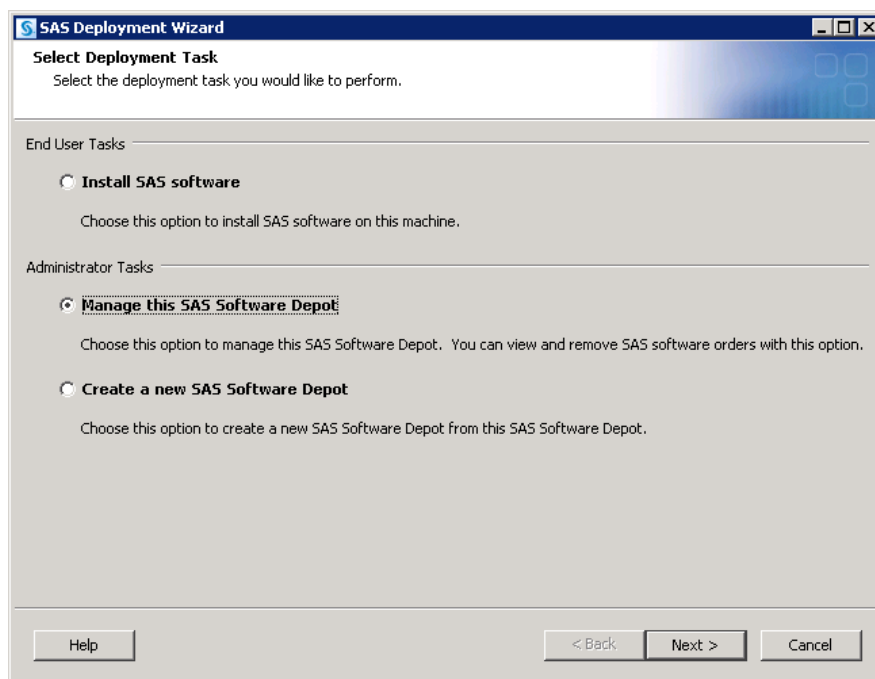 SAS Deployment Wizard
Select Deployment Task
Select the deployment task you would like to perform.
End User Tasks
Install SAS software
Choose this option to install SAS software on this machine.
Administrator Tasks
Manage this SAS Software Depot
Choose this option to manage this SAS Software Depot. You can view and remove SAS software orders with this option.
Create a new SAS Software Depot
Choose this option to create a new SAS Software Depot from this SAS Software Depot.
Help
< Back
Next >
Cancel